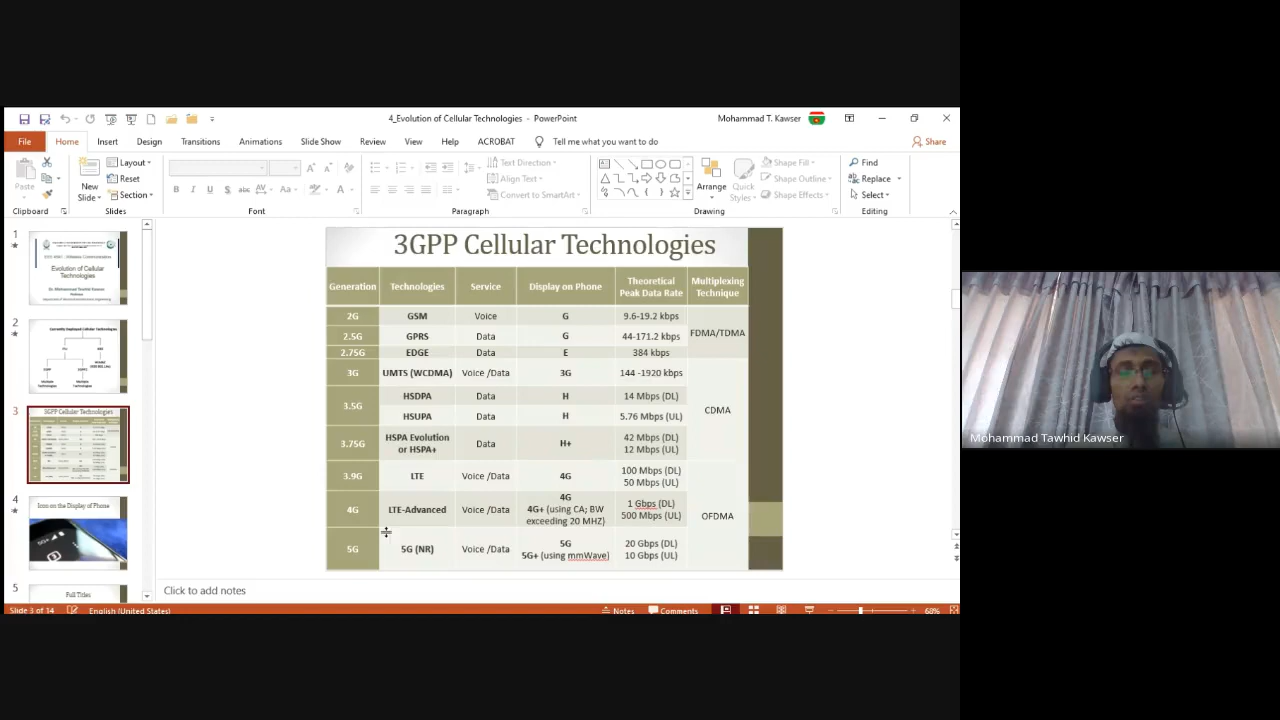 4_Evolution of Cellular Technologies - PowerPoint
Mohammad T. Kawser
File Home Insert Design Transitions Animations Slide Show Review View Help ACROBAT Tell me what you want to do Share
Paste
New Slide
Layout
Reset
Section
Text Direction
Align Text
Convert to SmartArt
Arrange
Quick Styles
Shape Fill
Shape Outline
Shape Effects
Find
Replace
Select
Clipboard Slides Font Paragraph Drawing Editing
1
Evolution of Cellular
Technologies
2
Currently Deployed Cellular Technologies
3
3GPP Cellular Technologies
4
Icon on the Display of Phone
5
Full Titles
3GPP Cellular Technologies
Generation Technologies Service Display on Phone Theoretical Peak Data Rate Multiplexing Technique
2G GSM Voice G 9.6-19.2 kbps FDMA/TDMA
2.5G GPRS Data G 44-171.2 kbps
2.75G EDGE Data E 384 kbps
3G UMTS (WCDMA) Voice /Data 3G 144 -1920 kbps CDMA
3.5G HSDPA Data H 14 Mbps (DL)
HSUPA Data H 5.76 Mbps (UL)
3.75G HSPA Evolution or HSPA+ Data H+ 42 Mbps (DL) 12 Mbps (UL)
3.9G LTE Voice /Data 4G 100 Mbps (DL) 50 Mbps (UL) OFDMA
4G LTE-Advanced Voice /Data 4G 4G+ (using CA; BW exceeding 20 MHZ) 1 Gbps (DL) 500 Mbps (UL)
5G 5G (NR) Voice /Data 5G 5G+ (using mmWave) 20 Gbps (DL) 10 Gbps (UL)
Click to add notes
Slide 3 of 14 English (United States) Notes Comments 68%
Mohammad Tawhid Kawser